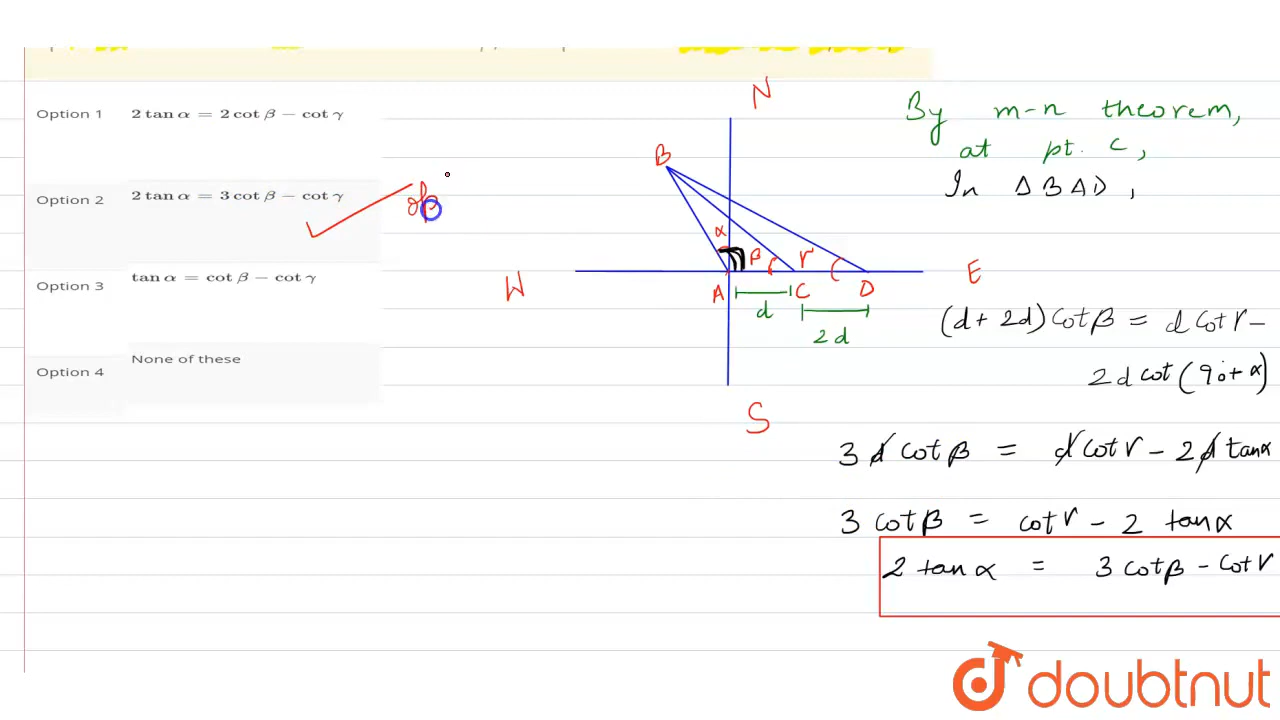 Option 1 2 tan α = 2 cot β − cot γ
Option 2 2 tan α = 3 cot β − cot γ
Option 3 tan α = cot β − cot γ
Option 4 None of these
op
N
B
α
β
r
W
A
C
D
E
d
2d
S
By m-n theorem,
at pt. C,
In Δ BAD,
(d + 2d) cot β = d cot r −
2d cot (90 + α)
3 d cot β = d cot r − 2 d tan α
3 cot β = cot r − 2 tan α
2 tan α = 3 cot β − cot r
doubtnut